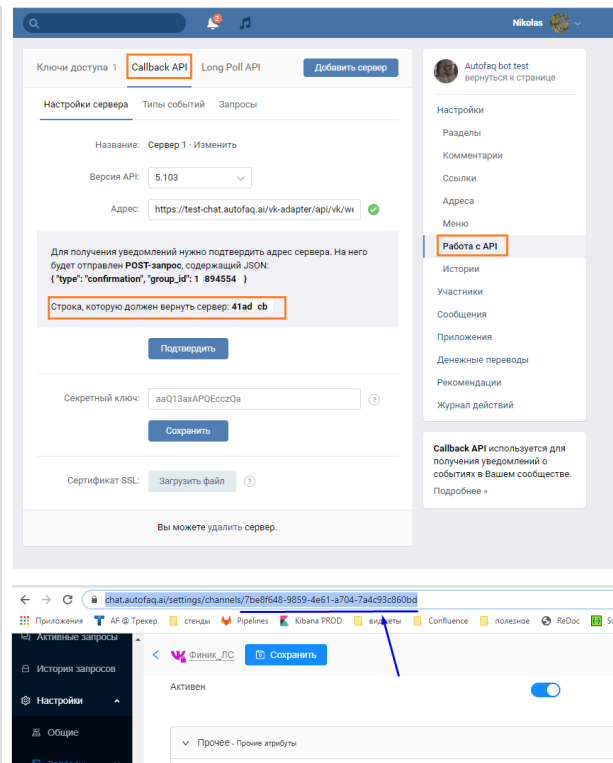 2
Nikolas
Ключи доступа 1 Callback API Long Poll API Добавить сервер
Настройки сервера Типы событий Запросы
Название: Сервер 1 · Изменить
Версия API: 5.103
Адрес: https://test-chat.autofaq.ai/vk-adapter/api/vk/we
Для получения уведомлений нужно подтвердить адрес сервера. На него
будет отправлен POST-запрос, содержащий JSON:
{ "type": "confirmation", "group_id": 1 894554 }
Строка, которую должен вернуть сервер: 41ad cb
Подтвердить
Секретный ключ: aaQ13axAPQEcczQa ?
Сохранить
Сертификат SSL: Загрузить файл ?
Вы можете удалить сервер.
Autofaq bot test
вернуться к странице
Настройки
Разделы
Комментарии
Ссылки
Адреса
Меню
Работа с API
Истории
Участники
Сообщения
Приложения
Денежные переводы
Рекомендации
Журнал действий
Callback API используется для
получения уведомлений о
событиях в Вашем сообществе.
Подробнее »
chat.autofaq.ai/settings/channels/7be8f648-9859-4e61-a704-7a4c93c860bd
Приложения AF @ Трекер стенды Pipelines Kibana PROD виджеты Confluence полезное ReDoc
Активные запросы
История запросов
Настройки
Общие
Финик_ЛС Сохранить
Активен
Прочее - Прочие атрибуты